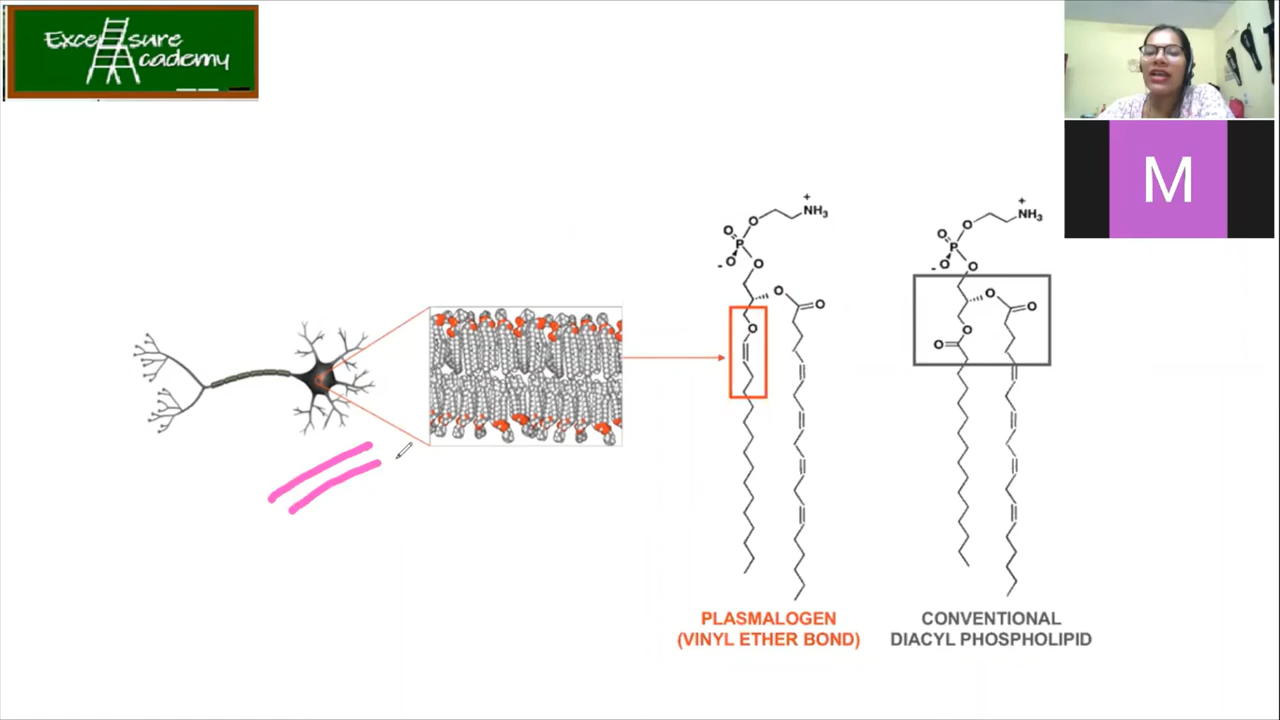 Excel sure
Academy
M
+
NH3
O
O
P
O
-
O
O
O
O
+
NH3
O
O
P
O
-
O
O
O
O
O
PLASMALOGEN
(VINYL ETHER BOND)
CONVENTIONAL
DIACYL PHOSPHOLIPID